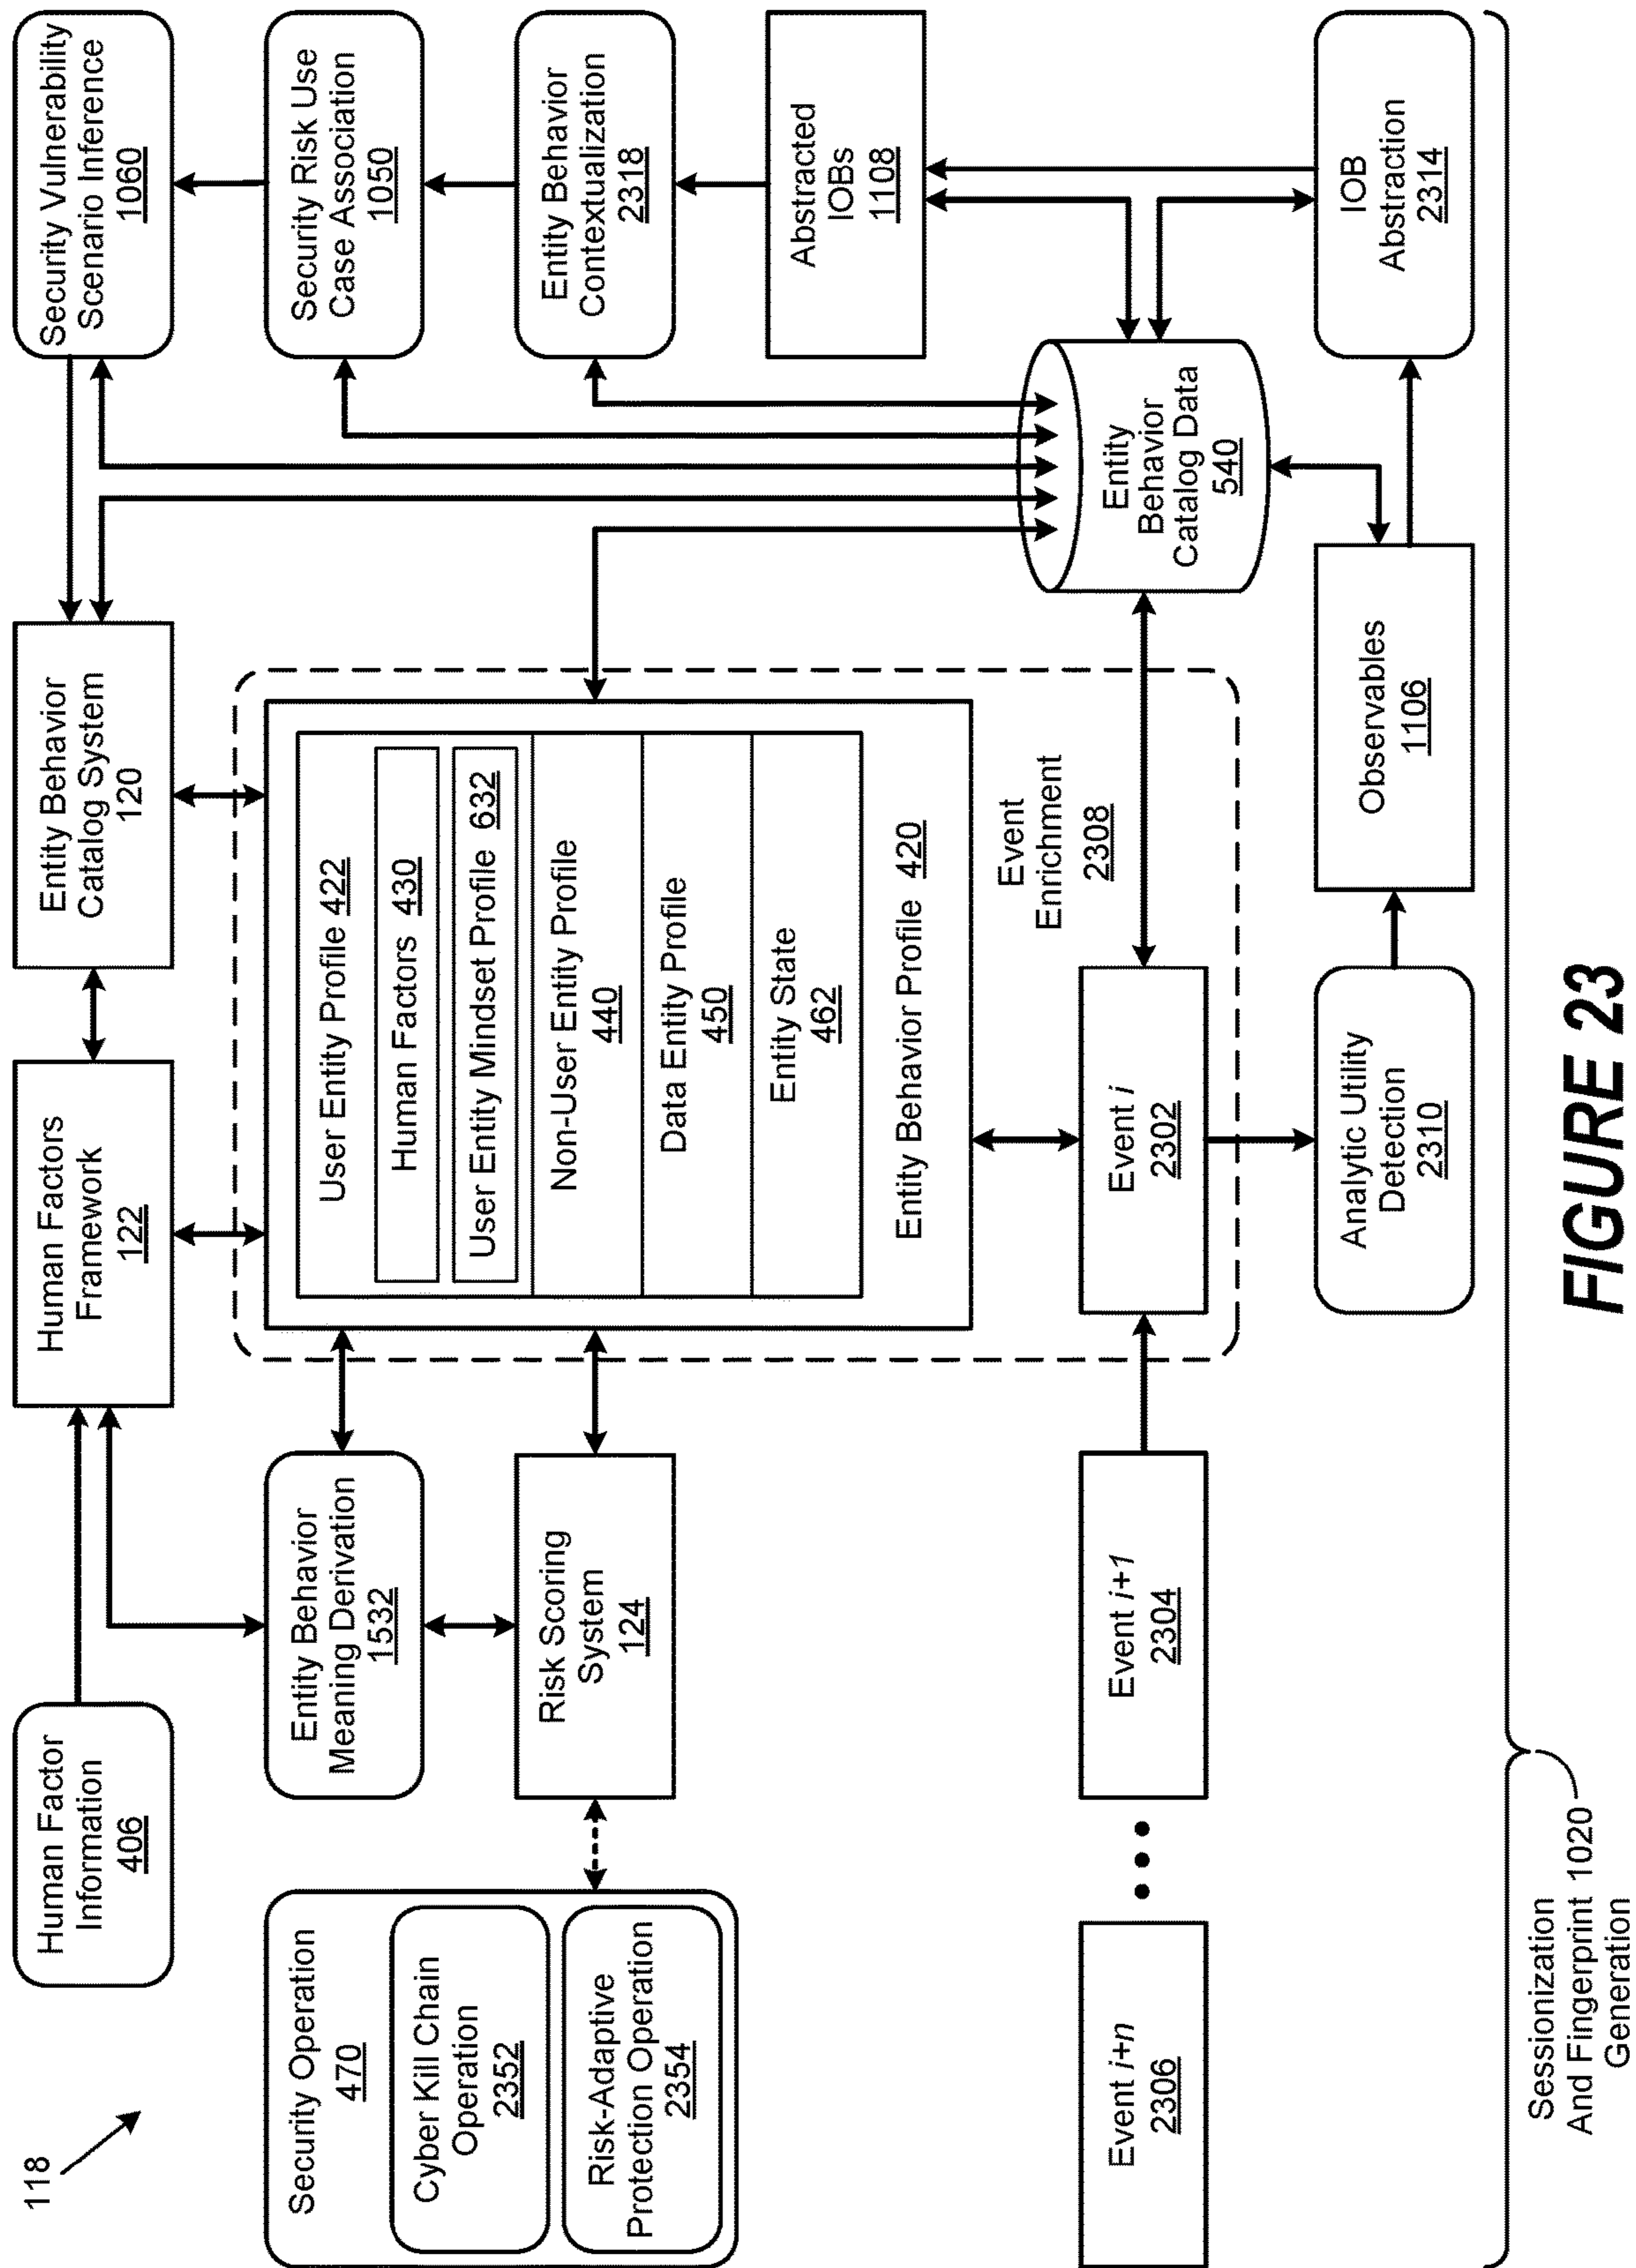 118
Human Factor
Information
406
Human Factors
Framework
122
Entity Behavior
Catalog System
120
Security Vulnerability
Scenario Inference
1060
Security Operation
470
Cyber Kill Chain
Operation
2352
Risk-Adaptive
Protection Operation
2354
Entity Behavior
Meaning Derivation
1532
Risk Scoring
System
124
User Entity Profile 422
Human Factors 430
User Entity Mindset Profile 632
Non-User Entity Profile
440
Data Entity Profile
450
Entity State
462
Entity Behavior Profile 420
Security Risk Use
Case Association
1050
Entity Behavior
Contextualization
2318
Abstracted
IOBs
1108
Event
Enrichment
2308
Entity
Behavior
Catalog Data
540
Event i+n
2306
Event i+1
2304
Event i
2302
Analytic Utility
Detection
2310
Observables
1106
IOB
Abstraction
2314
Sessionization
And Fingerprint 1020
Generation
FIGURE 23